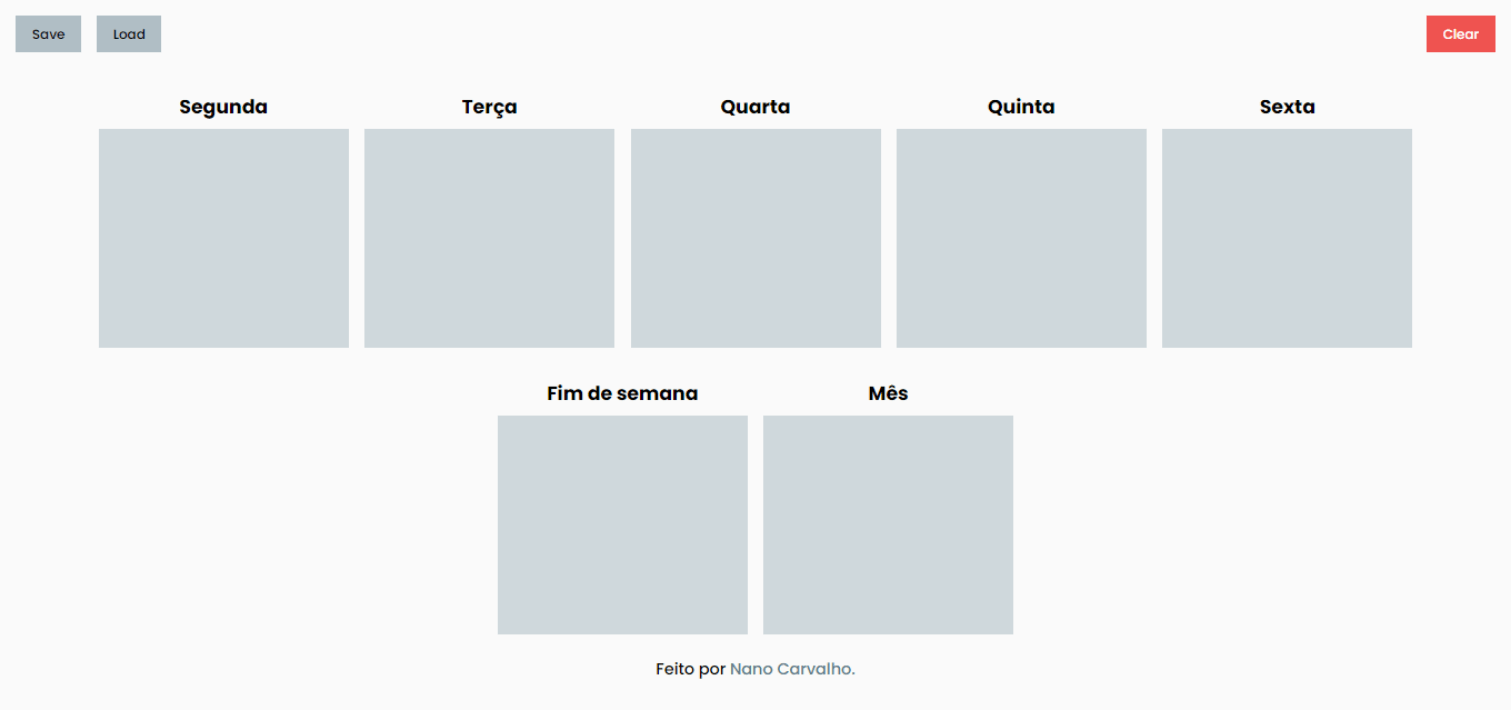 Save Load Clear
Segunda Terça Quarta Quinta Sexta
Fim de semana Mês
Feito por Nano Carvalho.